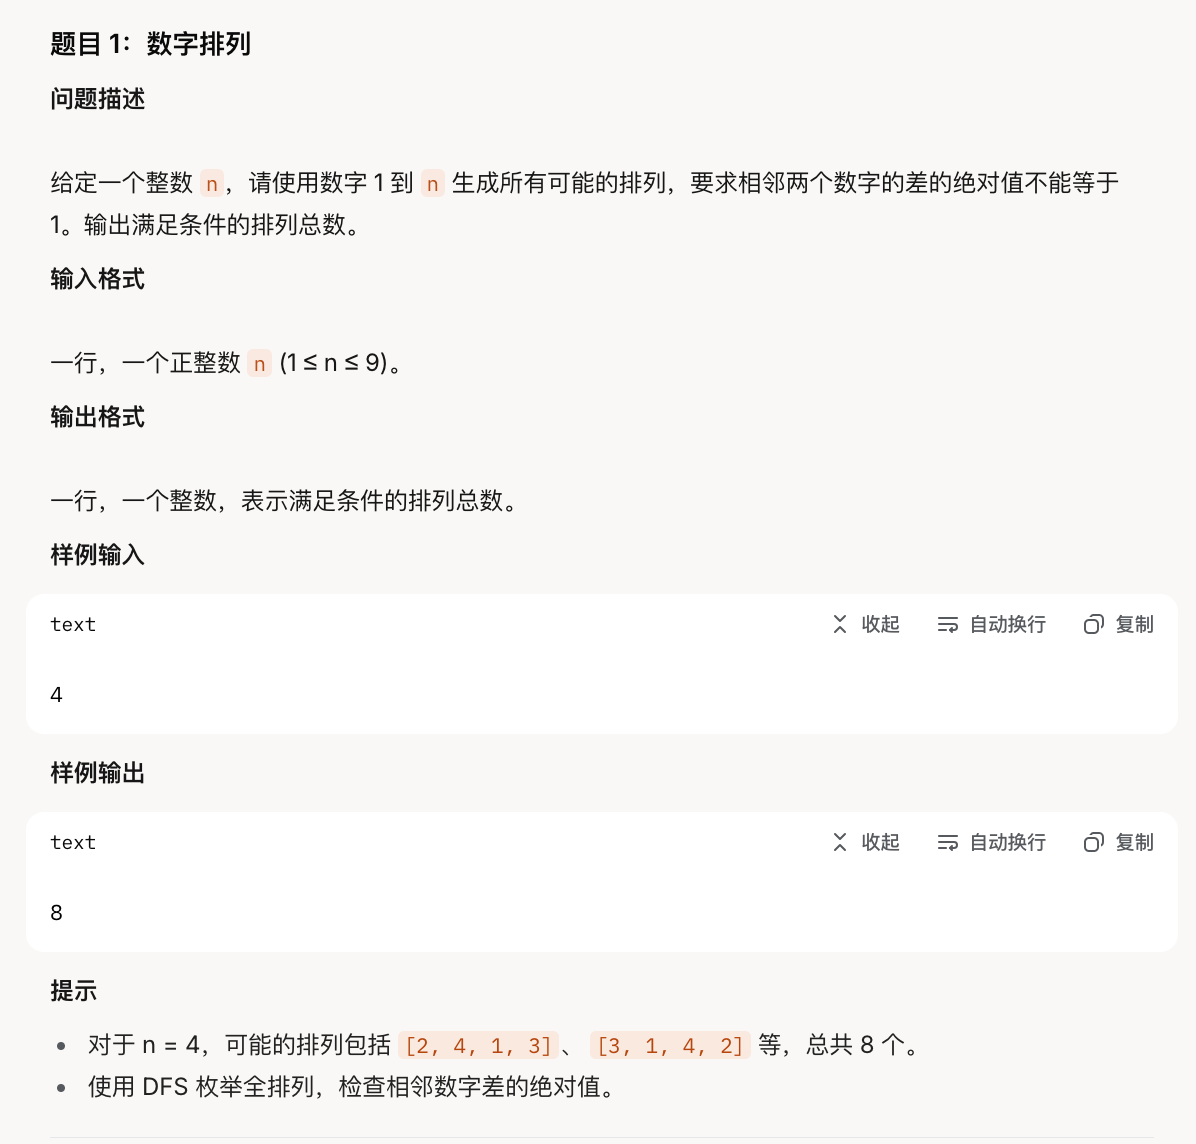 题目 1：数字排列
问题描述
给定一个整数 n，请使用数字 1 到 n 生成所有可能的排列，要求相邻两个数字的差的绝对值不能等于
1。输出满足条件的排列总数。
输入格式
一行，一个正整数 n (1 ≤ n ≤ 9)。
输出格式
一行，一个整数，表示满足条件的排列总数。
样例输入
text 收起 自动换行 复制
4
样例输出
text 收起 自动换行 复制
8
提示
• 对于 n = 4，可能的排列包括 [2, 4, 1, 3]、 [3, 1, 4, 2] 等，总共 8 个。
• 使用 DFS 枚举全排列，检查相邻数字差的绝对值。